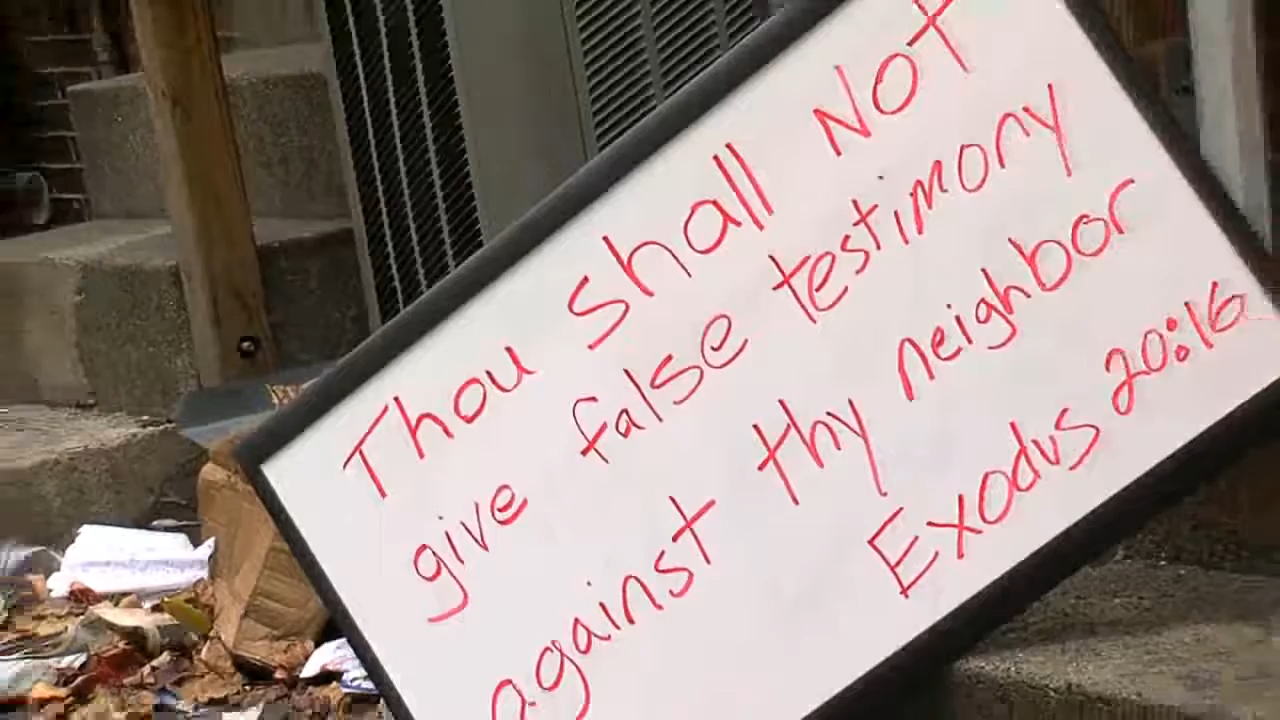 Thou shall Not
give false testimony
against thy neighbor
Exodus 20:16